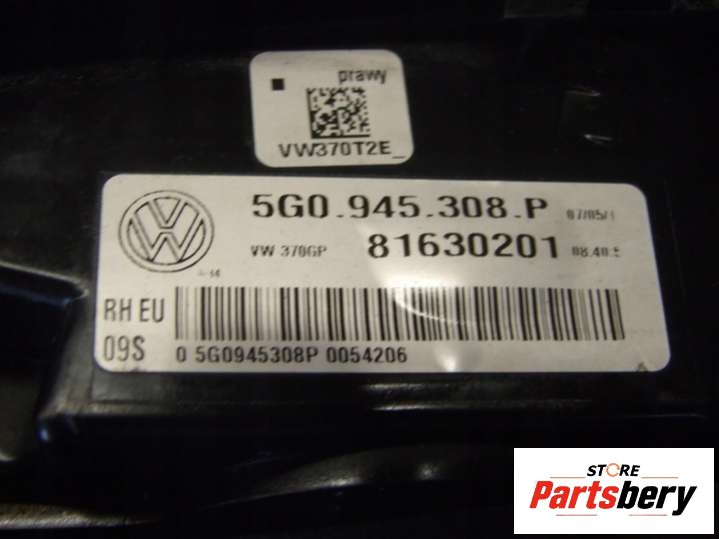 prawy
VW370T2E_
5G0.945.308.P
VW 370GP 81630201
RH EU
09S
0 5G0945308P 0054206
STORE
Partsbery